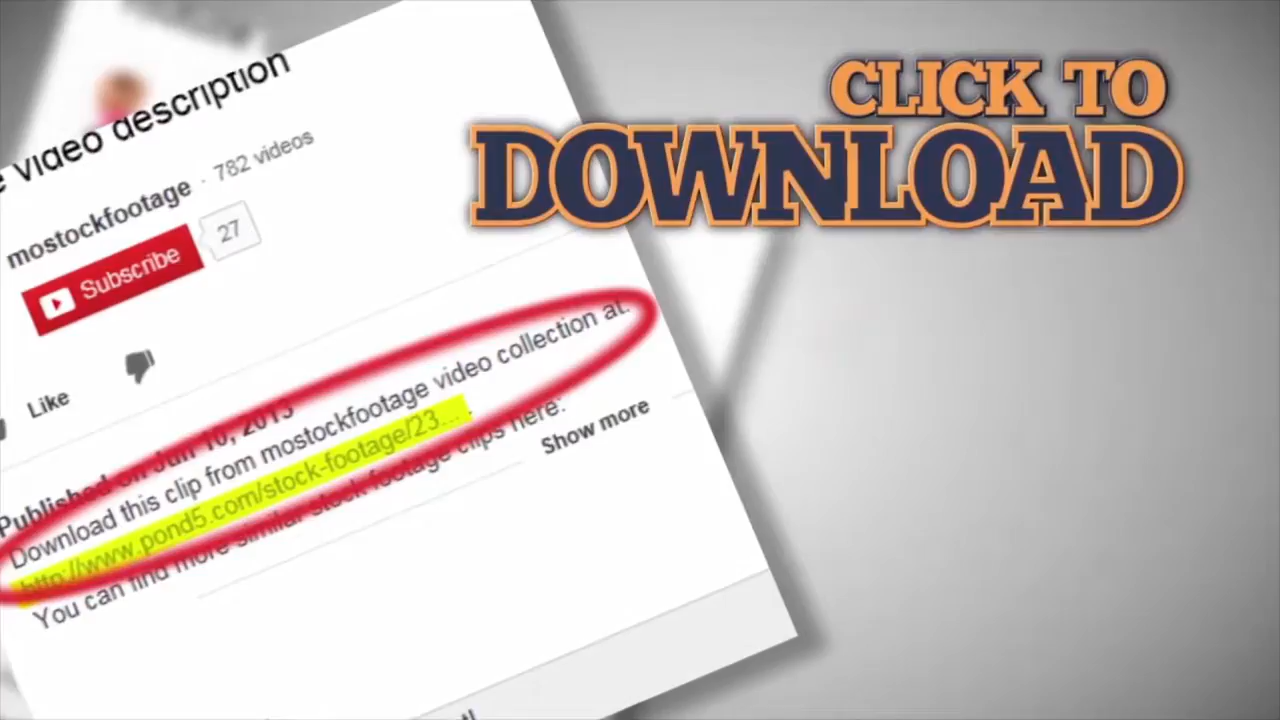 CLICK TO
DOWNLOAD
video description
mostockfootage · 782 videos
Subscribe 27
Like
Published on Jun 10, 2013
Download this clip from mostockfootage video collection at:
http://www.pond5.com/stock-footage/23... .
You can find more similar stock footage clips here:
Show more